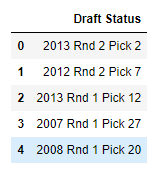 Draft Status
0 2013 Rnd 2 Pick 2
1 2012 Rnd 2 Pick 7
2 2013 Rnd 1 Pick 12
3 2007 Rnd 1 Pick 27
4 2008 Rnd 1 Pick 20